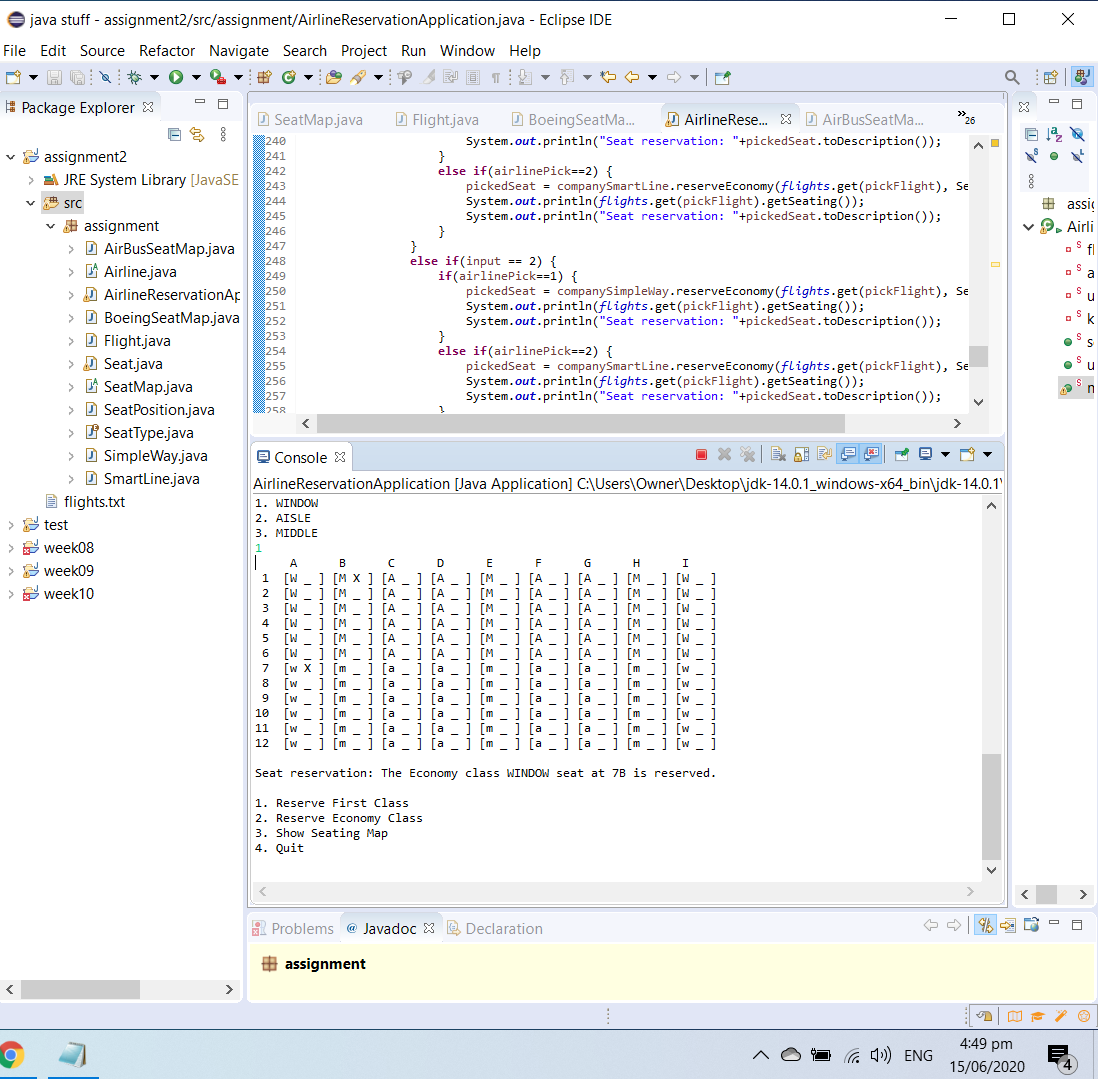 java stuff - assignment2/src/assignment/AirlineReservationApplication.java - Eclipse IDE
File Edit Source Refactor Navigate Search Project Run Window Help
Package Explorer
assignment2
JRE System Library [JavaSE
src
assignment
AirBusSeatMap.java
Airline.java
AirlineReservationAp
BoeingSeatMap.java
Flight.java
Seat.java
SeatMap.java
SeatPosition.java
SeatType.java
SimpleWay.java
SmartLine.java
flights.txt
test
week08
week09
week10
SeatMap.java Flight.java BoeingSeatMa... AirlineRese... AirBusSeatMa... »26
240 System.out.println("Seat reservation: "+pickedSeat.toDescription());
241 }
242 else if(airlinePick==2) {
243 pickedSeat = companySmartLine.reserveEconomy(flights.get(pickFlight), Se
244 System.out.println(flights.get(pickFlight).getSeating());
245 System.out.println("Seat reservation: "+pickedSeat.toDescription());
246 }
247 }
248 else if(input == 2) {
249 if(airlinePick==1) {
250 pickedSeat = companySimpleWay.reserveEconomy(flights.get(pickFlight), Se
251 System.out.println(flights.get(pickFlight).getSeating());
252 System.out.println("Seat reservation: "+pickedSeat.toDescription());
253 }
254 else if(airlinePick==2) {
255 pickedSeat = companySmartLine.reserveEconomy(flights.get(pickFlight), Se
256 System.out.println(flights.get(pickFlight).getSeating());
257 System.out.println("Seat reservation: "+pickedSeat.toDescription());
258 }
assig
Airli
fl
a
u
k
s
u
Console
AirlineReservationApplication [Java Application] C:\Users\Owner\Desktop\jdk-14.0.1_windows-x64_bin\jdk-14.0.1\
1. WINDOW
2. AISLE
3. MIDDLE
1
A B C D E F G H I
1 [W _ ] [M X ] [A _ ] [A _ ] [M _ ] [A _ ] [A _ ] [M _ ] [W _ ]
2 [W _ ] [M _ ] [A _ ] [A _ ] [M _ ] [A _ ] [A _ ] [M _ ] [W _ ]
3 [W _ ] [M _ ] [A _ ] [A _ ] [M _ ] [A _ ] [A _ ] [M _ ] [W _ ]
4 [W _ ] [M _ ] [A _ ] [A _ ] [M _ ] [A _ ] [A _ ] [M _ ] [W _ ]
5 [W _ ] [M _ ] [A _ ] [A _ ] [M _ ] [A _ ] [A _ ] [M _ ] [W _ ]
6 [W _ ] [M _ ] [A _ ] [A _ ] [M _ ] [A _ ] [A _ ] [M _ ] [W _ ]
7 [w X ] [m _ ] [a _ ] [a _ ] [m _ ] [a _ ] [a _ ] [m _ ] [w _ ]
8 [w _ ] [m _ ] [a _ ] [a _ ] [m _ ] [a _ ] [a _ ] [m _ ] [w _ ]
9 [w _ ] [m _ ] [a _ ] [a _ ] [m _ ] [a _ ] [a _ ] [m _ ] [w _ ]
10 [w _ ] [m _ ] [a _ ] [a _ ] [m _ ] [a _ ] [a _ ] [m _ ] [w _ ]
11 [w _ ] [m _ ] [a _ ] [a _ ] [m _ ] [a _ ] [a _ ] [m _ ] [w _ ]
12 [w _ ] [m _ ] [a _ ] [a _ ] [m _ ] [a _ ] [a _ ] [m _ ] [w _ ]
Seat reservation: The Economy class WINDOW seat at 7B is reserved.
1. Reserve First Class
2. Reserve Economy Class
3. Show Seating Map
4. Quit
Problems @ Javadoc Declaration
assignment
ENG
4:49 pm
15/06/2020
4